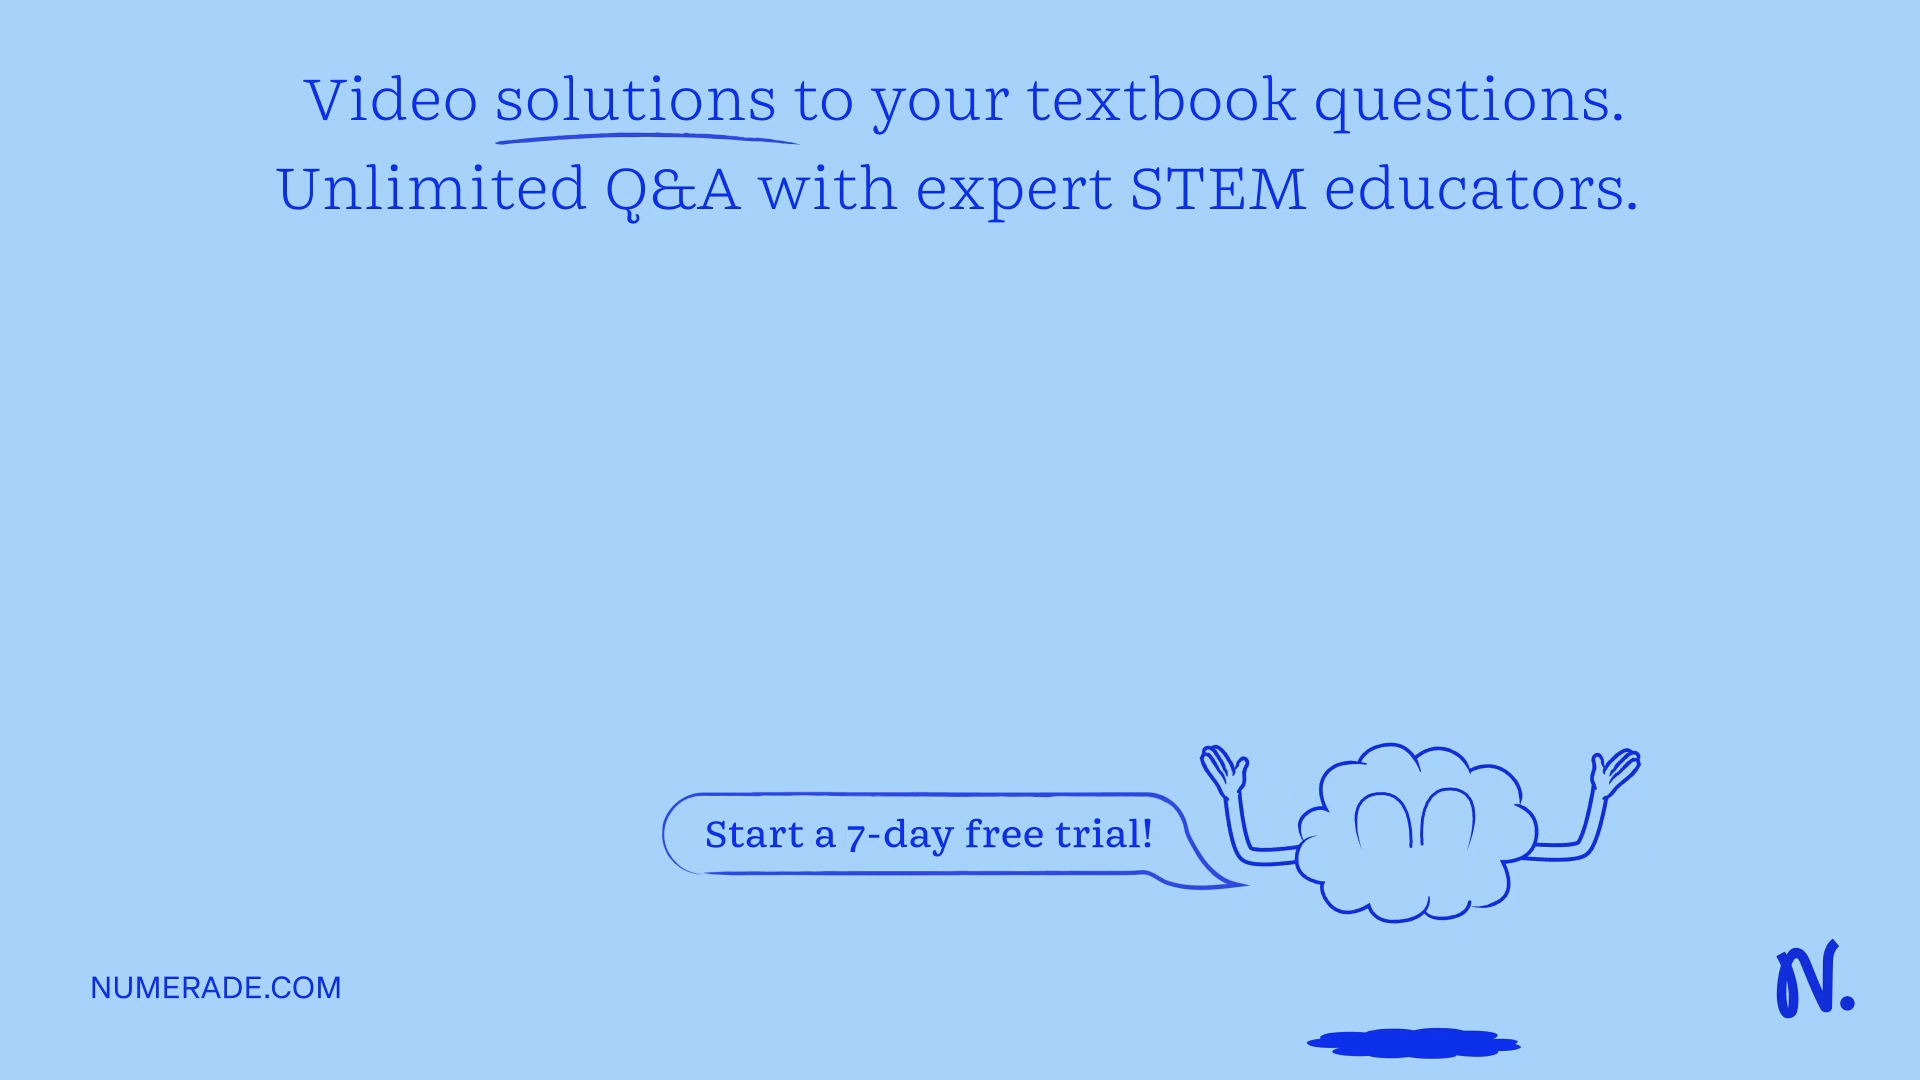 Video solutions to your textbook questions.
Unlimited Q&A with expert STEM educators.
Start a 7-day free trial!
NUMERADE.COM
N.